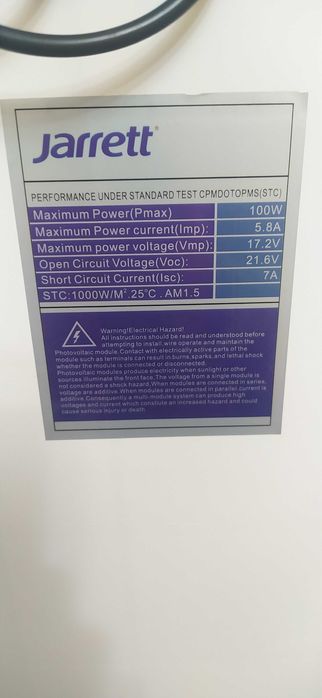 Jarrett®
PERFORMANCE UNDER STANDARD TEST CPMDOTOPMS(STC)
Maximum Power(Pmax) 100W
Maximum Power current(Imp): 5.8A
Maximum power voltage(Vmp): 17.2V
Open Circuit Voltage(Voc): 21.6V
Short Circuit Current(Isc): 7A
STC:1000W/M².25°C . AM1.5
Warning!Electrical Hazard!
All instructions should be read and understood before
attempting to install,wire operate and maintain the
Photovoltaic module.Contact with electrically active parts of the
module such as terminals can result in burns,sparks,and lethal shock
whether the module is connected or disconnected.
Photovoltaic modules produce electricity when sunlight or other
sources illuminate the front face.The voltage from a single module is
not considered a shock hazard.When modules are connected in series,
voltage are additive.When modules are connected in parallel current is
additive.Consequently a multi-module system can produce high
voltages and current which constiute an increased hazard and could
cause serious injury or death.